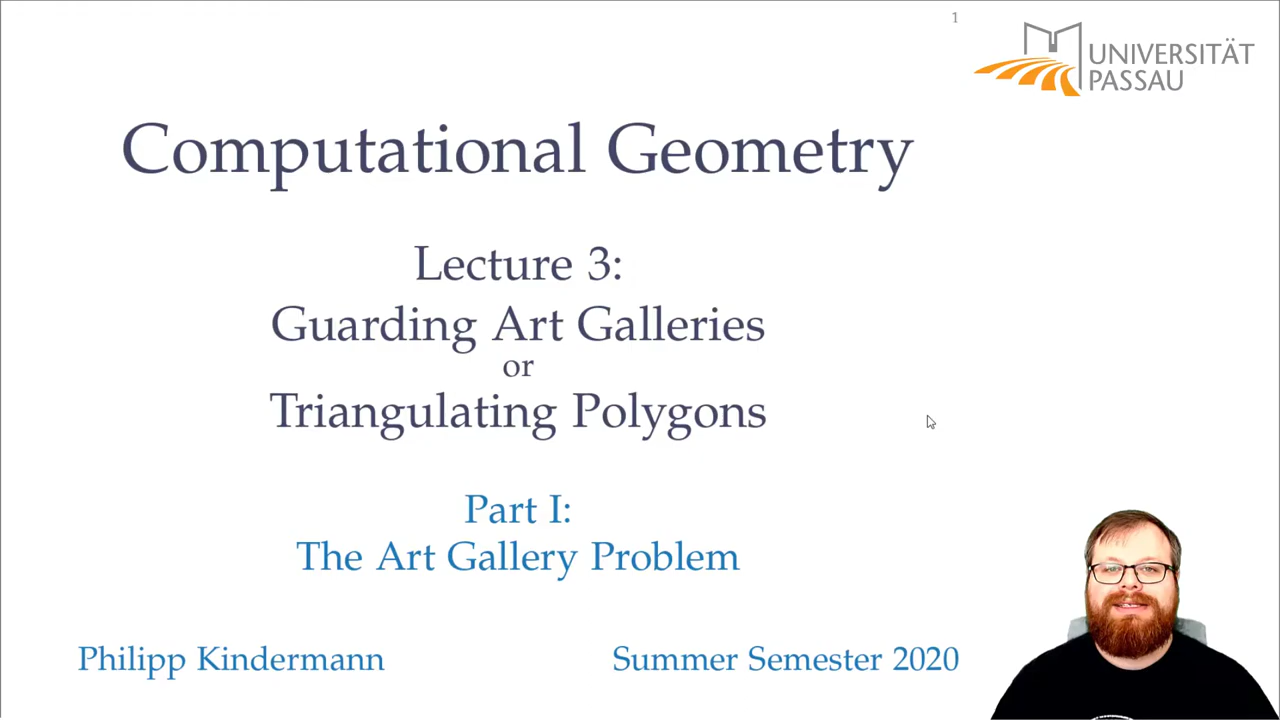 1
UNIVERSITÄT
PASSAU
Computational Geometry
Lecture 3:
Guarding Art Galleries
or
Triangulating Polygons
Part I:
The Art Gallery Problem
Philipp Kindermann
Summer Semester 2020